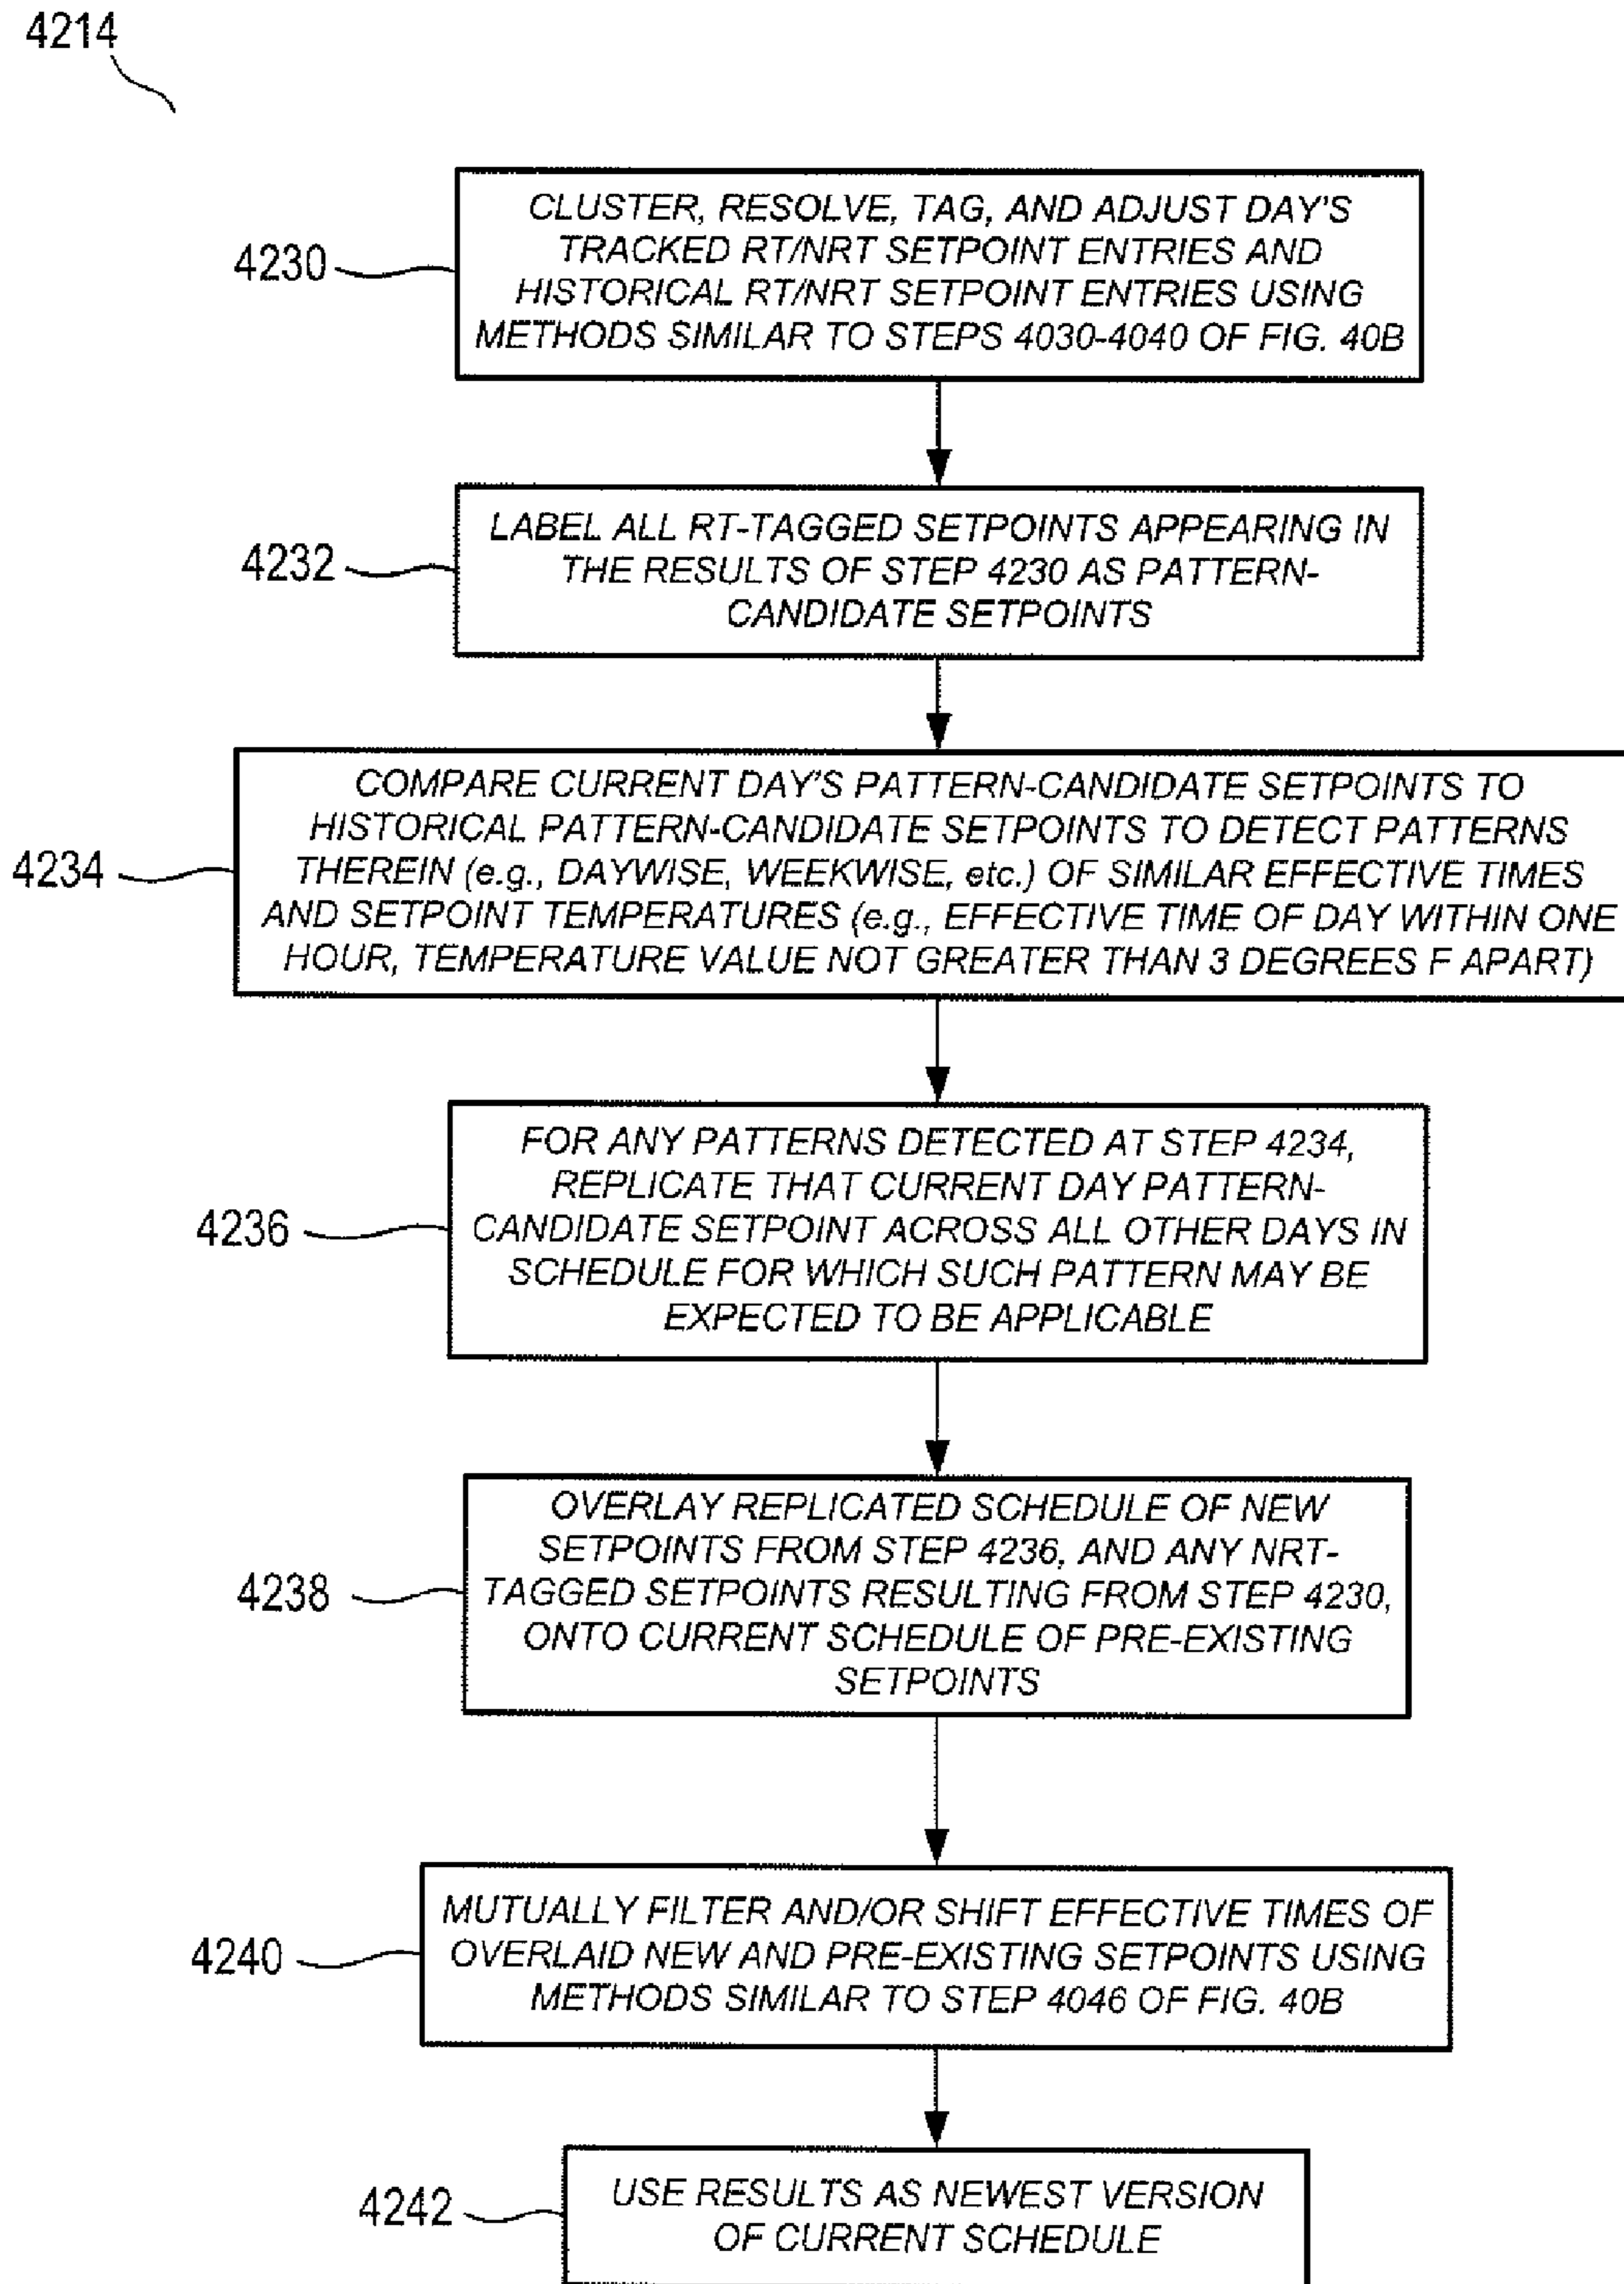 4214
4230
CLUSTER, RESOLVE, TAG, AND ADJUST DAY'S
TRACKED RT/NRT SETPOINT ENTRIES AND
HISTORICAL RT/NRT SETPOINT ENTRIES USING
METHODS SIMILAR TO STEPS 4030-4040 OF FIG. 40B
4232
LABEL ALL RT-TAGGED SETPOINTS APPEARING IN
THE RESULTS OF STEP 4230 AS PATTERN-
CANDIDATE SETPOINTS
4234
COMPARE CURRENT DAY'S PATTERN-CANDIDATE SETPOINTS TO
HISTORICAL PATTERN-CANDIDATE SETPOINTS TO DETECT PATTERNS
THEREIN (e.g., DAYWISE, WEEKWISE, etc.) OF SIMILAR EFFECTIVE TIMES
AND SETPOINT TEMPERATURES (e.g., EFFECTIVE TIME OF DAY WITHIN ONE
HOUR, TEMPERATURE VALUE NOT GREATER THAN 3 DEGREES F APART)
4236
FOR ANY PATTERNS DETECTED AT STEP 4234,
REPLICATE THAT CURRENT DAY PATTERN-
CANDIDATE SETPOINT ACROSS ALL OTHER DAYS IN
SCHEDULE FOR WHICH SUCH PATTERN MAY BE
EXPECTED TO BE APPLICABLE
4238
OVERLAY REPLICATED SCHEDULE OF NEW
SETPOINTS FROM STEP 4236, AND ANY NRT-
TAGGED SETPOINTS RESULTING FROM STEP 4230,
ONTO CURRENT SCHEDULE OF PRE-EXISTING
SETPOINTS
4240
MUTUALLY FILTER AND/OR SHIFT EFFECTIVE TIMES OF
OVERLAID NEW AND PRE-EXISTING SETPOINTS USING
METHODS SIMILAR TO STEP 4046 OF FIG. 40B
4242
USE RESULTS AS NEWEST VERSION
OF CURRENT SCHEDULE